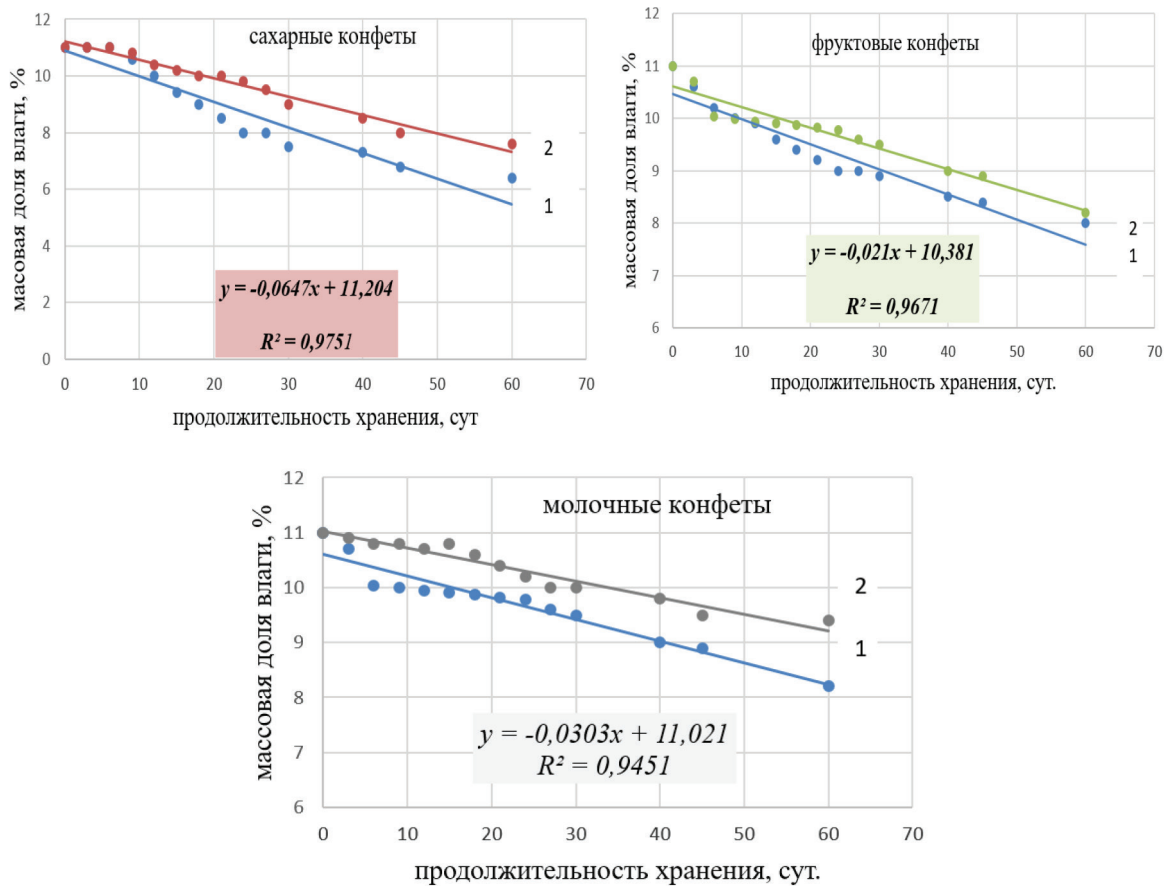 сахарные конфеты
массовая доля влаги, %
12
10
8
6
4
2
0
2
1
y = -0,0647x + 11,204
R² = 0,9751
0 10 20 30 40 50 60 70
продолжительность хранения, сут
фруктовые конфеты
массовая доля влаги, %
12
11
10
9
8
7
6
2
1
y = -0,021x + 10,381
R² = 0,9671
0 10 20 30 40 50 60 70
продолжительность хранения, сут.
молочные конфеты
массовая доля влаги, %
12
11
10
9
8
7
6
2
1
y = -0,0303x + 11,021
R² = 0,9451
0 10 20 30 40 50 60 70
продолжительность хранения, сут.